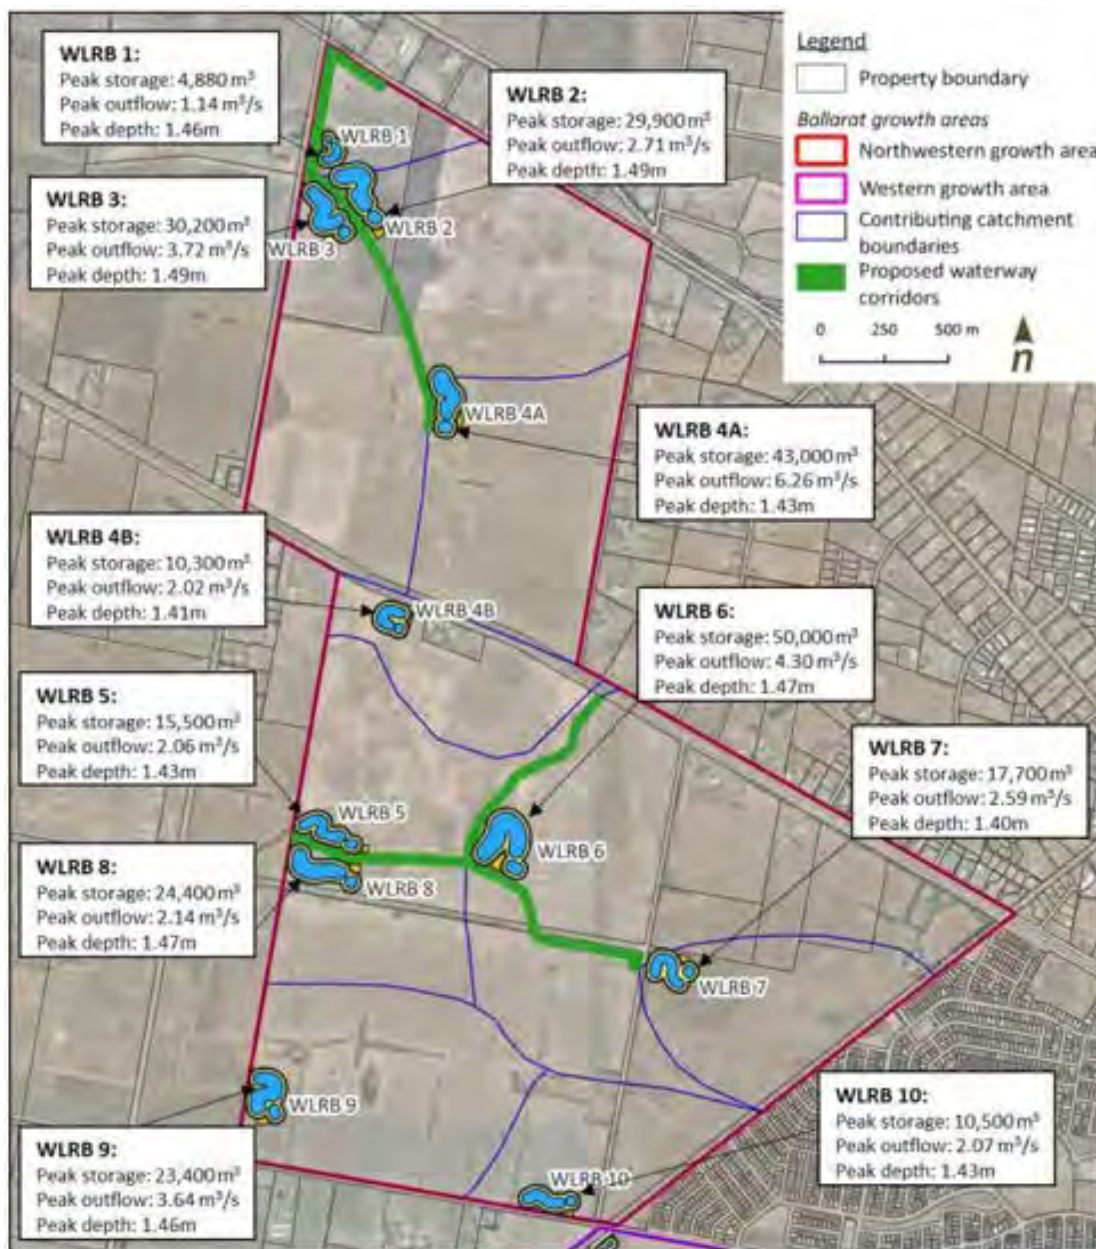 WLRB 1:
Peak storage: 4,880 m³
Peak outflow: 1.14 m³/s
Peak depth: 1.46m
WLRB 2:
Peak storage: 29,900 m³
Peak outflow: 2.71 m³/s
Peak depth: 1.49m
Legend
Property boundary
Ballarat growth areas
Northwestern growth area
Western growth area
Contributing catchment
boundaries
Proposed waterway
corridors
0 250 500 m
n
WLRB 3:
Peak storage: 30,200 m³
Peak outflow: 3.72 m³/s
Peak depth: 1.49m
WLRB 1
WLRB 2
WLRB 3
WLRB 4A
WLRB 4A:
Peak storage: 43,000 m³
Peak outflow: 6.26 m³/s
Peak depth: 1.43m
WLRB 4B:
Peak storage: 10,300 m³
Peak outflow: 2.02 m³/s
Peak depth: 1.41m
WLRB 4B
WLRB 6:
Peak storage: 50,000 m³
Peak outflow: 4.30 m³/s
Peak depth: 1.47m
WLRB 5:
Peak storage: 15,500 m³
Peak outflow: 2.06 m³/s
Peak depth: 1.43m
WLRB 7:
Peak storage: 17,700 m³
Peak outflow: 2.59 m³/s
Peak depth: 1.40m
WLRB 5
WLRB 6
WLRB 8
WLRB 8:
Peak storage: 24,400 m³
Peak outflow: 2.14 m³/s
Peak depth: 1.47m
WLRB 7
WLRB 9
WLRB 10:
Peak storage: 10,500 m³
Peak outflow: 2.07 m³/s
Peak depth: 1.43m
WLRB 9:
Peak storage: 23,400 m³
Peak outflow: 3.64 m³/s
Peak depth: 1.46m
WLRB 10